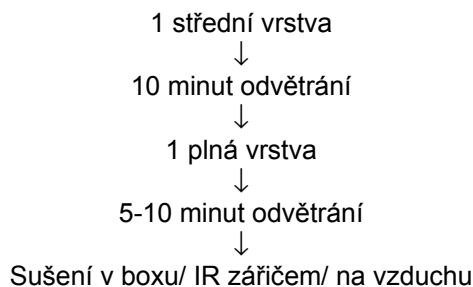 1 střední vrstva
↓
10 minut odvětrání
↓
1 plná vrstva
↓
5-10 minut odvětrání
↓
Sušení v boxu/ IR zářičem/ na vzduchu